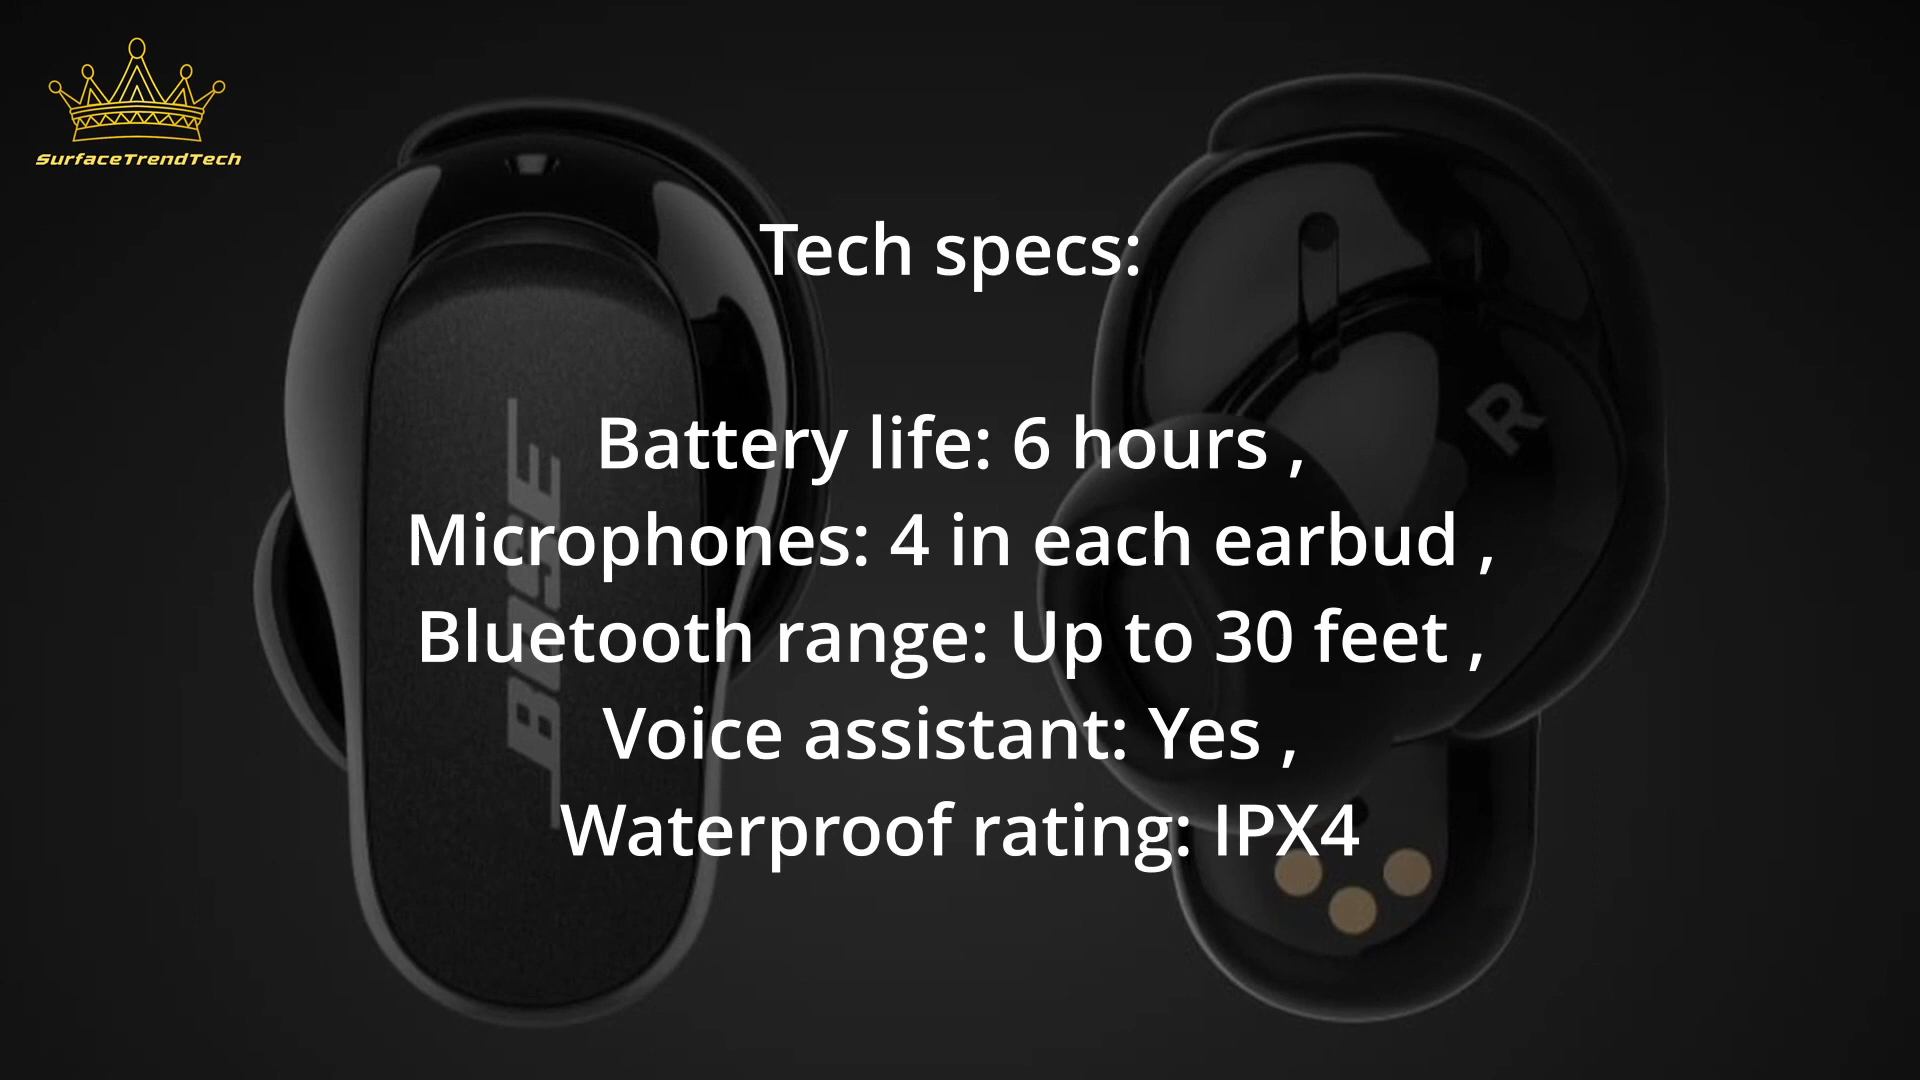 SurfaceTrendTech
Tech specs:
R
Battery life: 6 hours ,
Microphones: 4 in each earbud ,
BOSE
Bluetooth range: Up to 30 feet ,
Voice assistant: Yes ,
Waterproof rating: IPX4